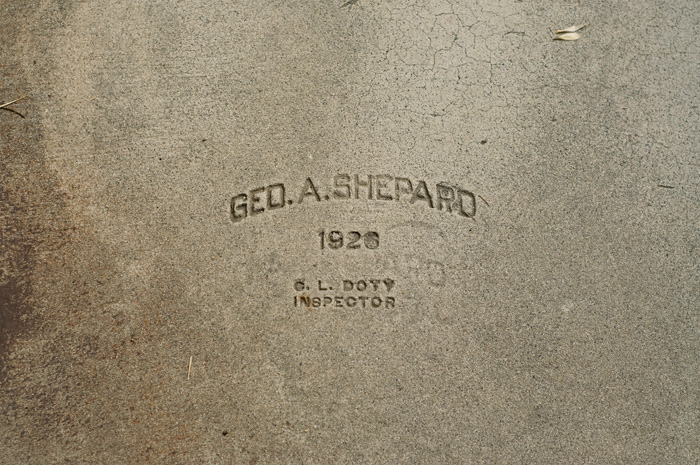 GEO. A. SHEPARD
1926
C. L. DOTY
INSPECTOR